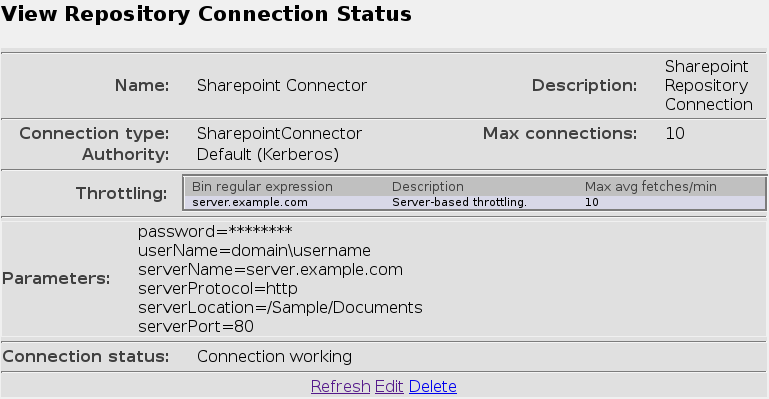 View Repository Connection Status
Name: Sharepoint Connector Description: Sharepoint
Repository
Connection
Connection type: SharepointConnector Max connections: 10
Authority: Default (Kerberos)
Throttling: Bin regular expression Description Max avg fetches/min
server.example.com Server-based throttling. 10
Parameters: password=********
userName=domain\username
serverName=server.example.com
serverProtocol=http
serverLocation=/Sample/Documents
serverPort=80
Connection status: Connection working
Refresh Edit Delete